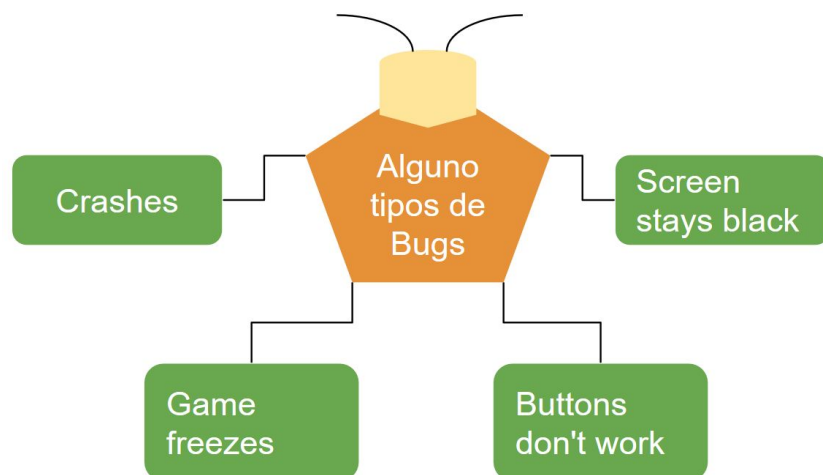 Alguno
tipos de
Bugs
Crashes
Screen
stays black
Game
freezes
Buttons
don't work